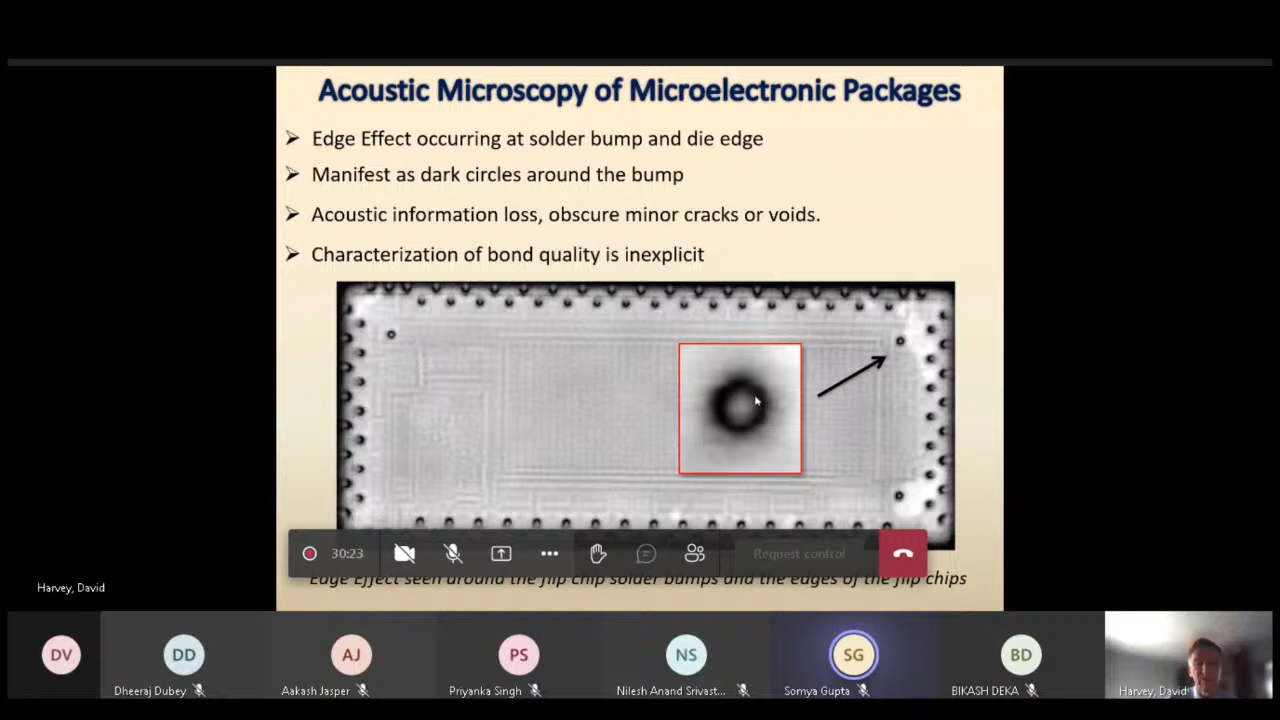 Acoustic Microscopy of Microelectronic Packages
Edge Effect occurring at solder bump and die edge
Manifest as dark circles around the bump
Acoustic information loss, obscure minor cracks or voids.
Characterization of bond quality is inexplicit
30:23
Request control
Edge Effect seen around the flip chip solder bumps and the edges of the flip chips
Harvey, David
DV
DD
AJ
PS
NS
SG
BD
Dheeraj Dubey
Aakash Jasper
Priyanka Singh
Nilesh Anand Srivast...
Somya Gupta
BIKASH DEKA
Harvey, David